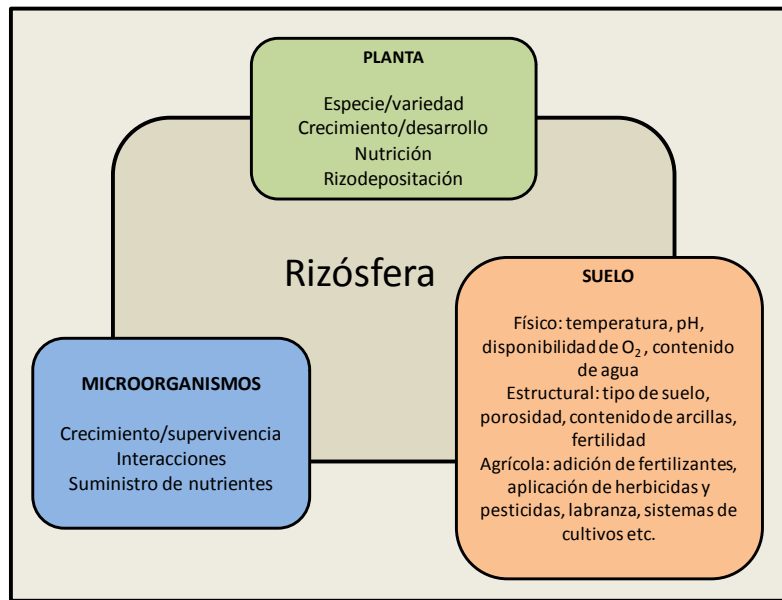 PLANTA
Especie/variedad
Crecimiento/desarrollo
Nutrición
Rizodepositación
Rizósfera
SUELO
Físico: temperatura, pH,
disponibilidad de O₂, contenido
de agua
Estructural: tipo de suelo,
porosidad, contenido de arcillas,
fertilidad
Agrícola: adición de fertilizantes,
aplicación de herbicidas y
pesticidas, labranza, sistemas de
cultivos etc.
MICROORGANISMOS
Crecimiento/supervivencia
Interacciones
Suministro de nutrientes